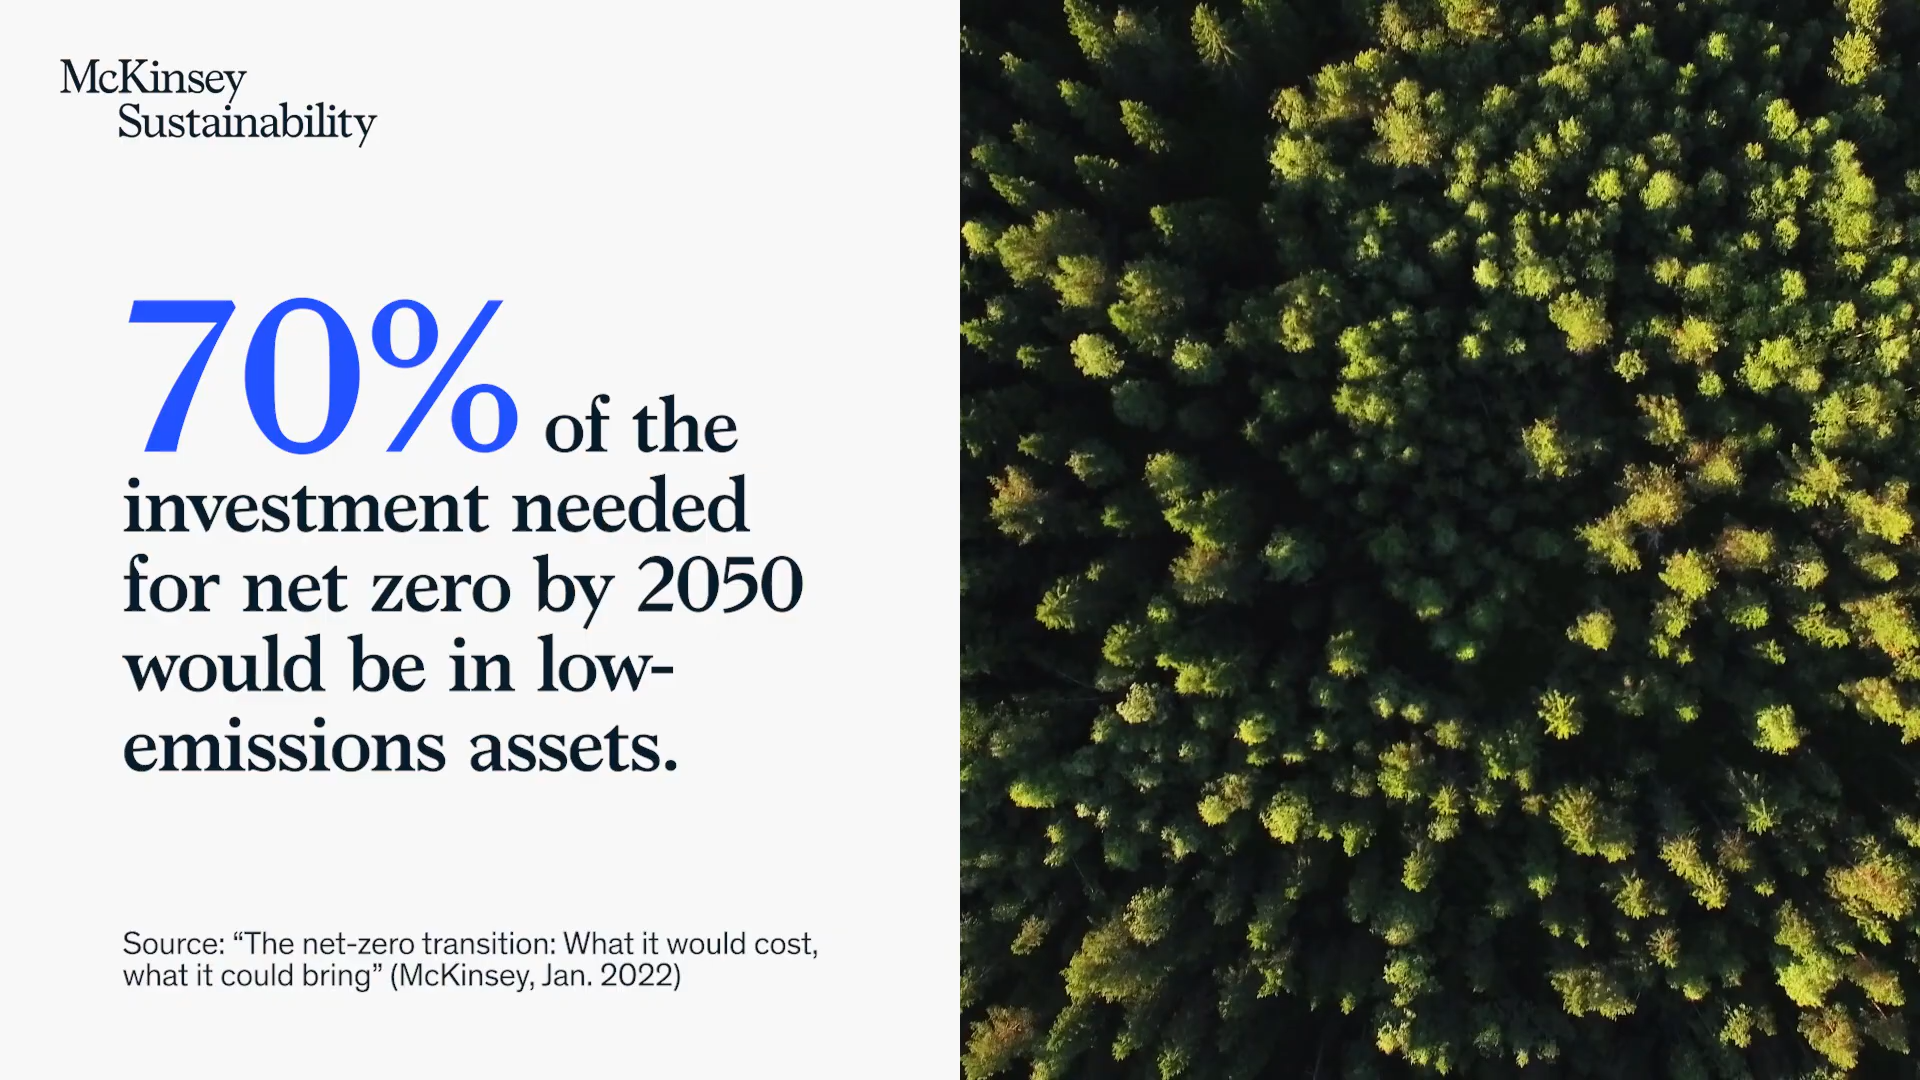 McKinsey
Sustainability
70% of the
investment needed
for net zero by 2050
would be in low-
emissions assets.
Source: “The net-zero transition: What it would cost,
what it could bring” (McKinsey, Jan. 2022)